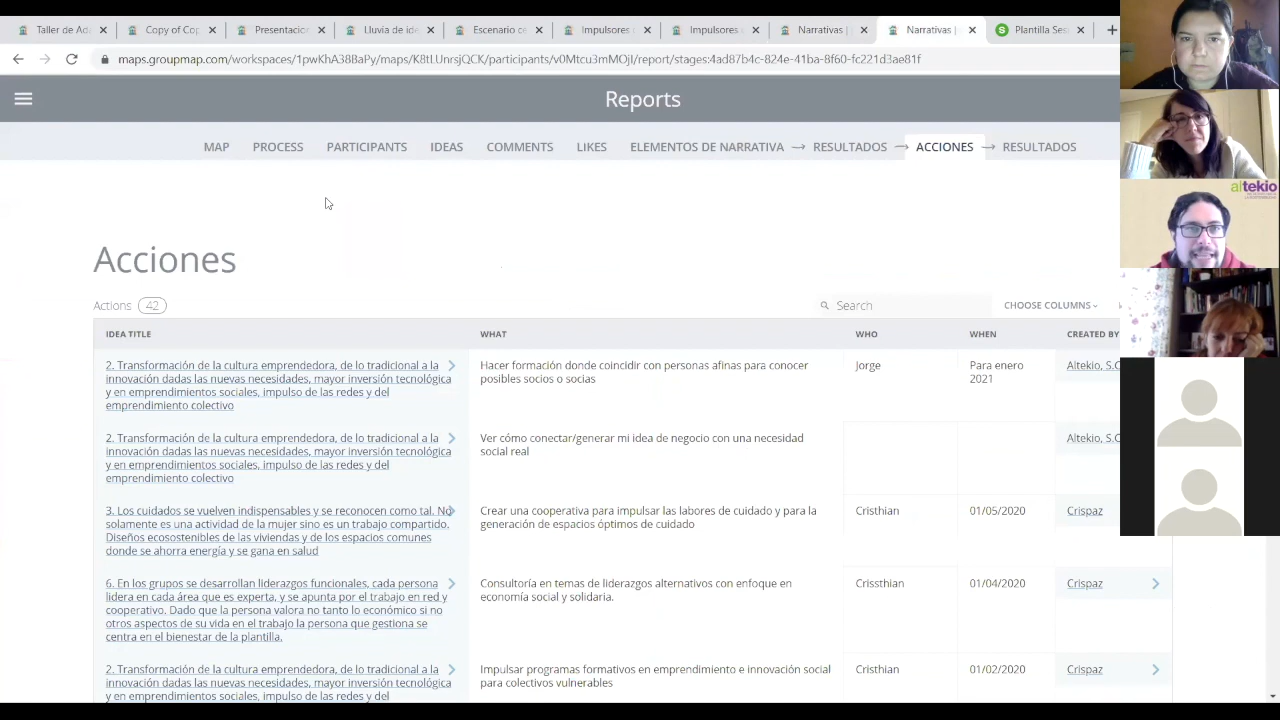 Taller de Ad
Copy of Cop
Presentació
Lluvia de ide
Escenario ce
Impulsores
Impulsores
Narrativas |
Narrativas |
Plantilla Ses
maps.groupmap.com/workspaces/1pwKhA38BaPy/maps/KBLUnrsjQCK/participants/v0Mtcu3mMOjI/report/stages:4ad87b4c-824e-41ba-8f60-fc221d3ae81f
Reports
MAP PROCESS PARTICIPANTS IDEAS COMMENTS LIKES ELEMENTOS DE NARRATIVA → RESULTADOS → ACCIONES → RESULTADOS
altekio
Acciones
Actions 42
Search
CHOOSE COLUMNS
IDEA TITLE WHAT WHO WHEN CREATED BY
2. Transformación de la cultura emprendedora, de lo tradicional a la
innovación dadas las nuevas necesidades, mayor inversión tecnológica
y en emprendimientos sociales, impulso de las redes y del
emprendimiento colectivo
Hacer formación donde coincidir con personas afinas para conocer
posibles socios o socias
Jorge
Para enero
2021
Altekio, S.C
2. Transformación de la cultura emprendedora, de lo tradicional a la
innovación dadas las nuevas necesidades, mayor inversión tecnológica
y en emprendimientos sociales, impulso de las redes y del
emprendimiento colectivo
Ver cómo conectar/generar mi idea de negocio con una necesidad
social real
Altekio, S.C
3. Los cuidados se vuelven indispensables y se reconocen como tal. No
solamente es una actividad de la mujer sino es un trabajo compartido.
Diseños ecosostenibles de las viviendas y de los espacios comunes
donde se ahorra energía y se gana en salud
Crear una cooperativa para impulsar las labores de cuidado y para la
generación de espacios óptimos de cuidado
Cristhian
01/05/2020
Crispaz
6. En los grupos se desarrollan liderazgos funcionales, cada persona
lidera en cada área que es experta, y se apunta por el trabajo en red y
cooperativo. Dado que la persona valora no tanto lo económico si no
otros aspectos de su vida en el trabajo la persona que gestiona se
centra en el bienestar de la plantilla.
Consultoría en temas de liderazgos alternativos con enfoque en
economía social y solidaria.
Crissthian
01/04/2020
Crispaz
2. Transformación de la cultura emprendedora, de lo tradicional a la
innovación dadas las nuevas necesidades, mayor inversión tecnológica
y en emprendimientos sociales, impulso de las redes y del
Impulsar programas formativos en emprendimiento e innovación social
para colectivos vulnerables
Cristhian
01/02/2020
Crispaz